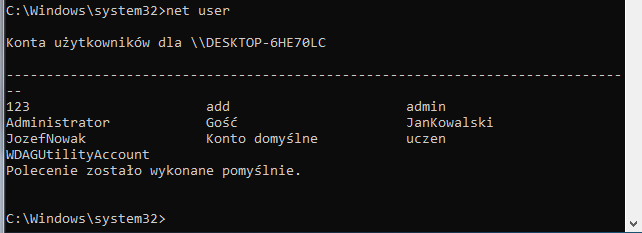 C:\Windows\system32>net user
Konta użytkowników dla \\DESKTOP-6HE70LC
-------------------------------------------------------------------------------
123 add admin
Administrator Gość JanKowalski
JozefNowak Konto domyślne uczen
WDAGUtilityAccount
Polecenie zostało wykonane pomyślnie.
C:\Windows\system32>